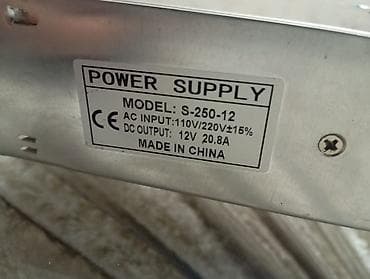 POWER SUPPLY
MODEL: S-250-12
CE AC INPUT:110V/220V±15%
DC OUTPUT: 12V 20.8A
MADE IN CHINA